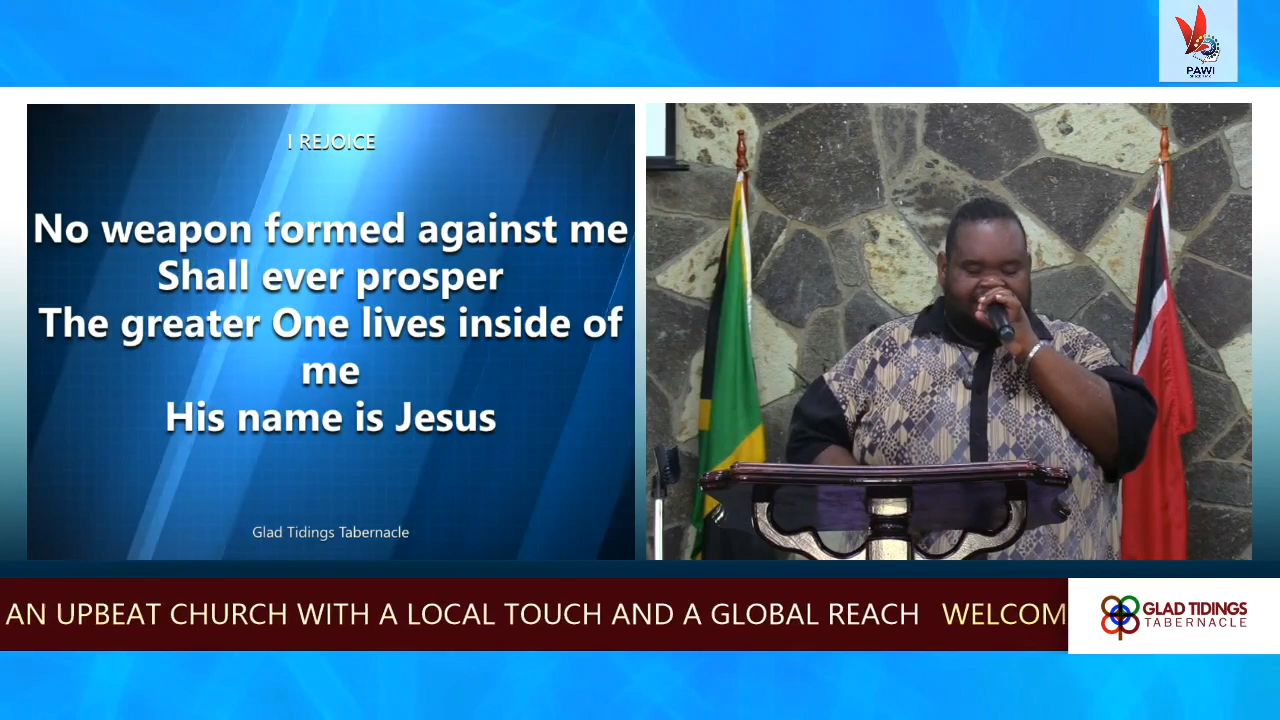 PAWI
I REJOICE
No weapon formed against me
Shall ever prosper
The greater One lives inside of
me
His name is Jesus
Glad Tidings Tabernacle
AN UPBEAT CHURCH WITH A LOCAL TOUCH AND A GLOBAL REACH WELCOM
GLAD TIDINGS
TABERNACLE